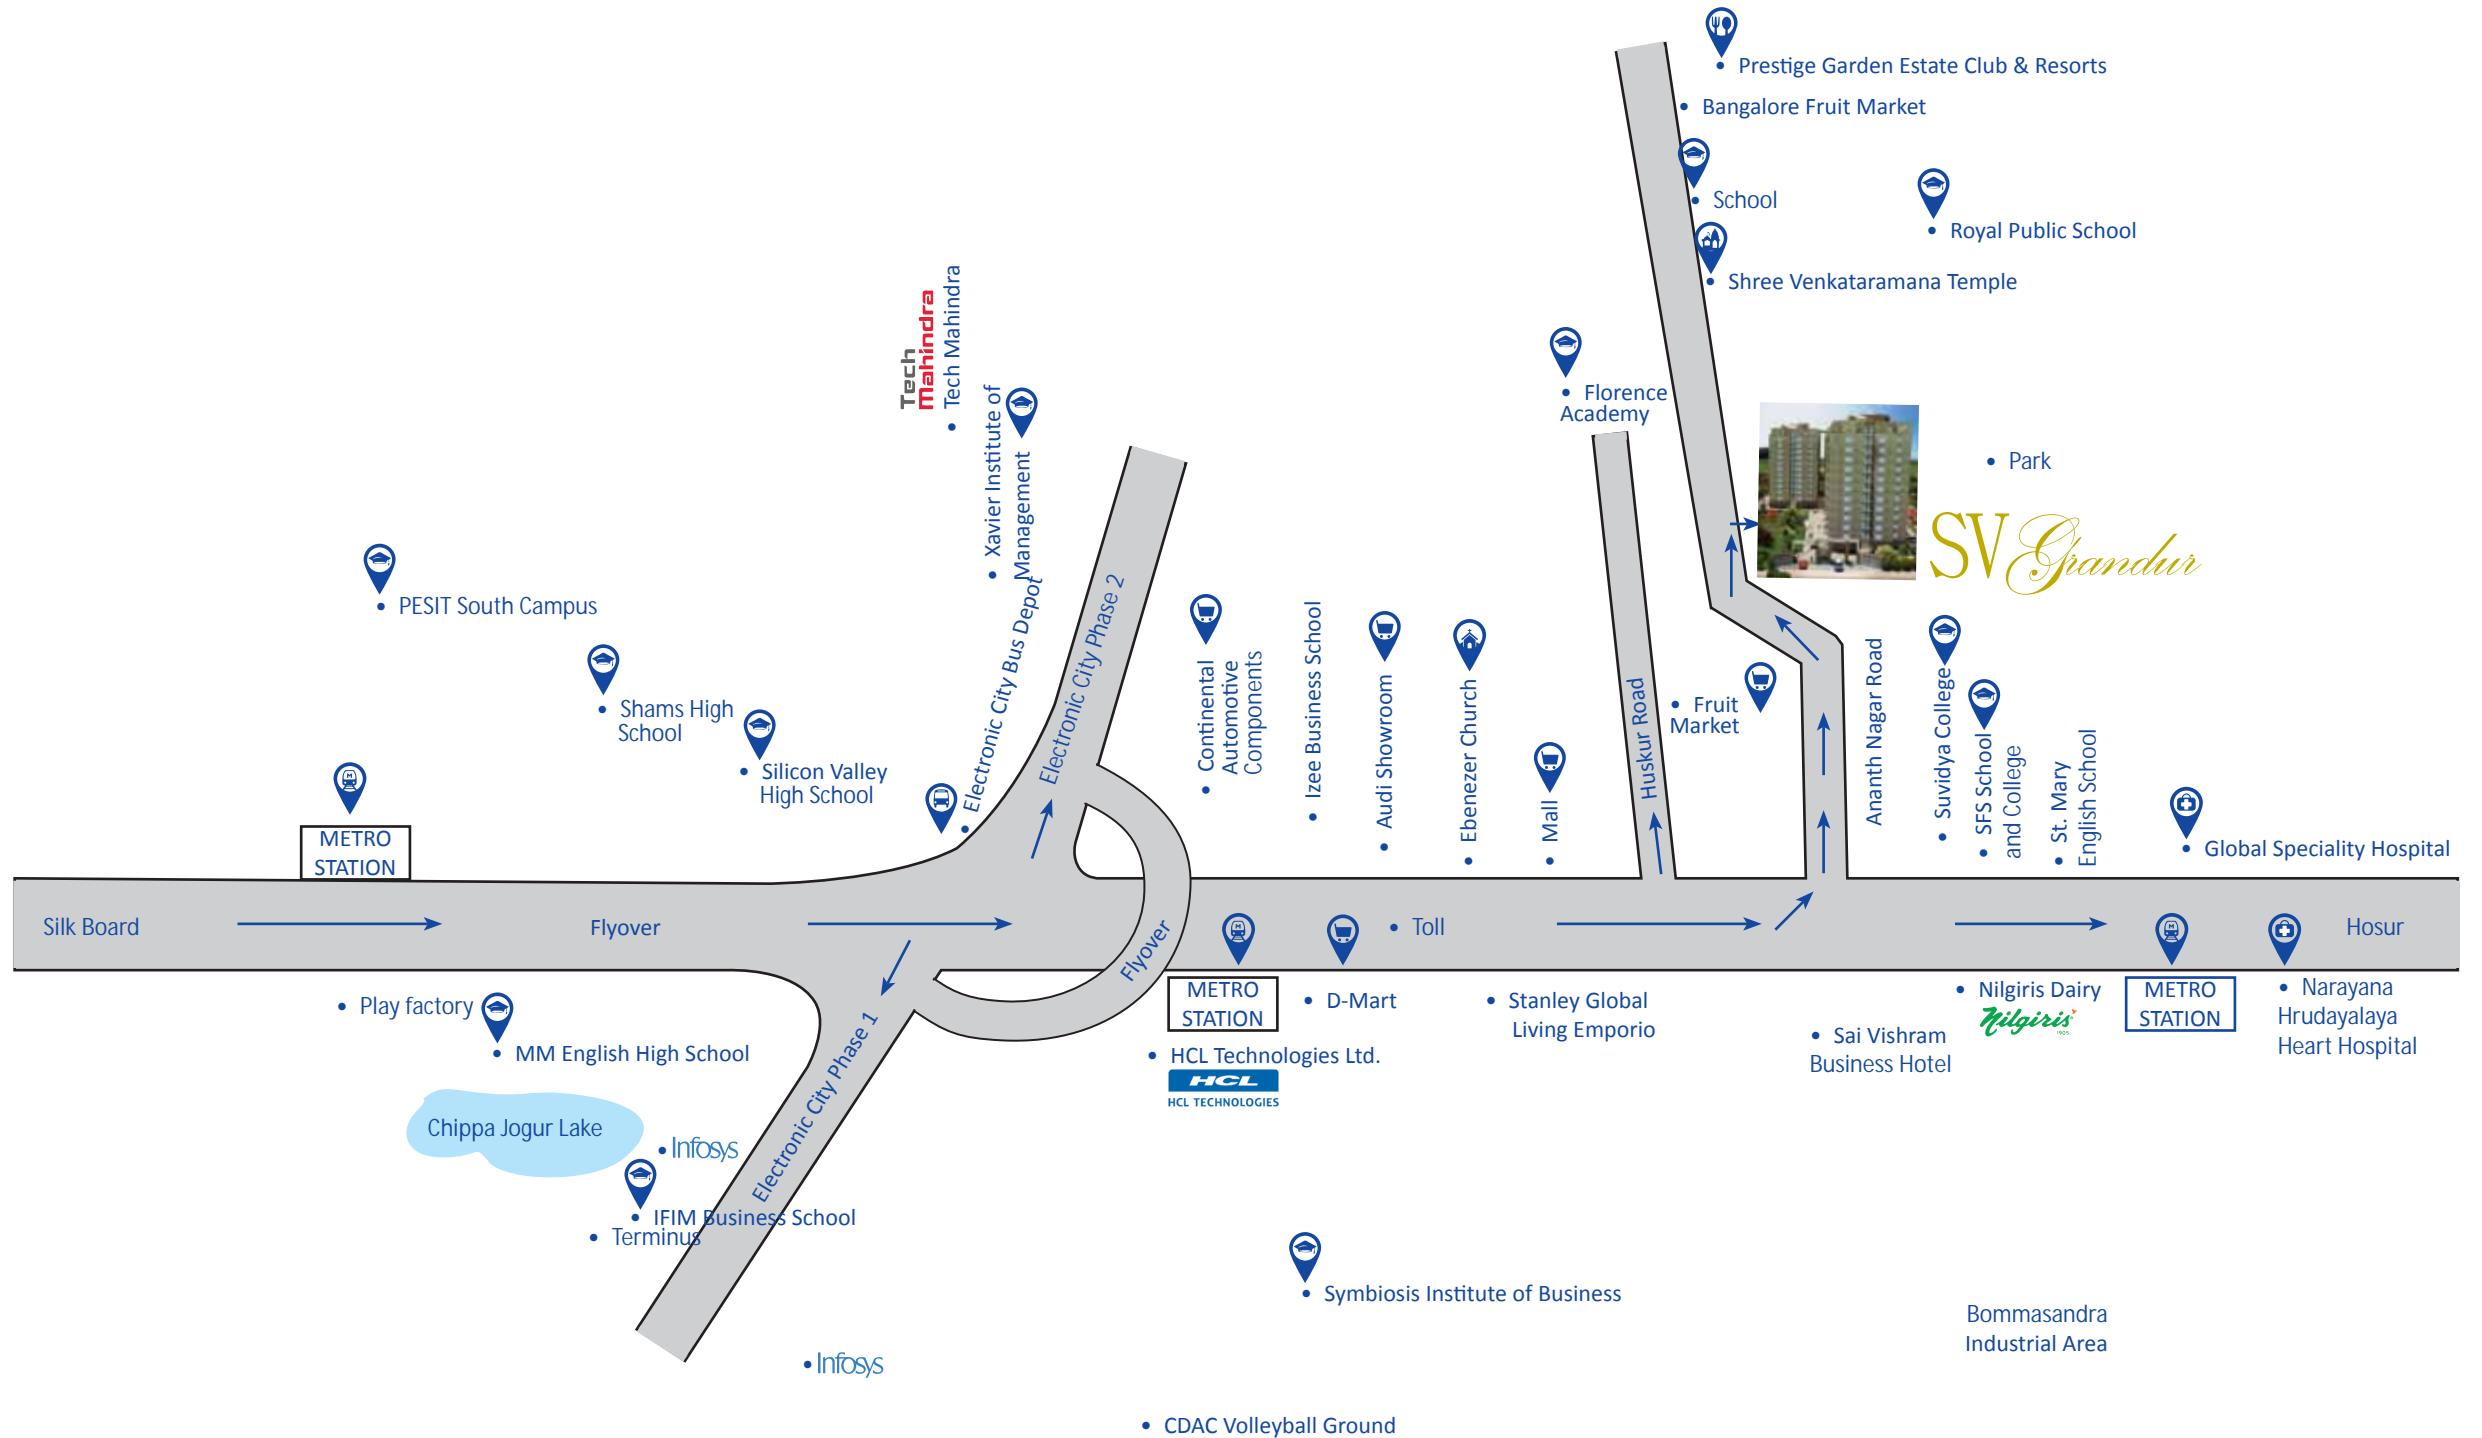 • Prestige Garden Estate Club & Resorts
• Bangalore Fruit Market
• School
• Royal Public School
• Shree Venkataramana Temple
Tech
Mahindra
• Tech Mahindra
• Xavier Institute of
Management
• Florence
Academy
• Park
SV Grandur
• PESIT South Campus
• Shams High
School
• Silicon Valley
High School
• Electronic City Bus Depot
Electronic City Phase 2
• Continental
Automotive
Components
• Izee Business School
• Audi Showroom
• Ebenezer Church
• Mall
Huskur Road
• Fruit
Market
Ananth Nagar Road
• Suvidya College
• SFS School
and College
• St. Mary
English School
• Global Speciality Hospital
METRO
STATION
Silk Board
Flyover
Flyover
• Toll
Hosur
• Play factory
• MM English High School
Chippa Jogur Lake
• Infosys
• IFIM Business School
• Terminus
Electronic City Phase 1
• Infosys
METRO
STATION
• HCL Technologies Ltd.
HCL
HCL TECHNOLOGIES
• D-Mart
• Stanley Global
Living Emporio
• Sai Vishram
Business Hotel
• Nilgiris Dairy
Nilgiris
1905
METRO
STATION
• Narayana
Hrudayalaya
Heart Hospital
• Symbiosis Institute of Business
Bommasandra
Industrial Area
• CDAC Volleyball Ground